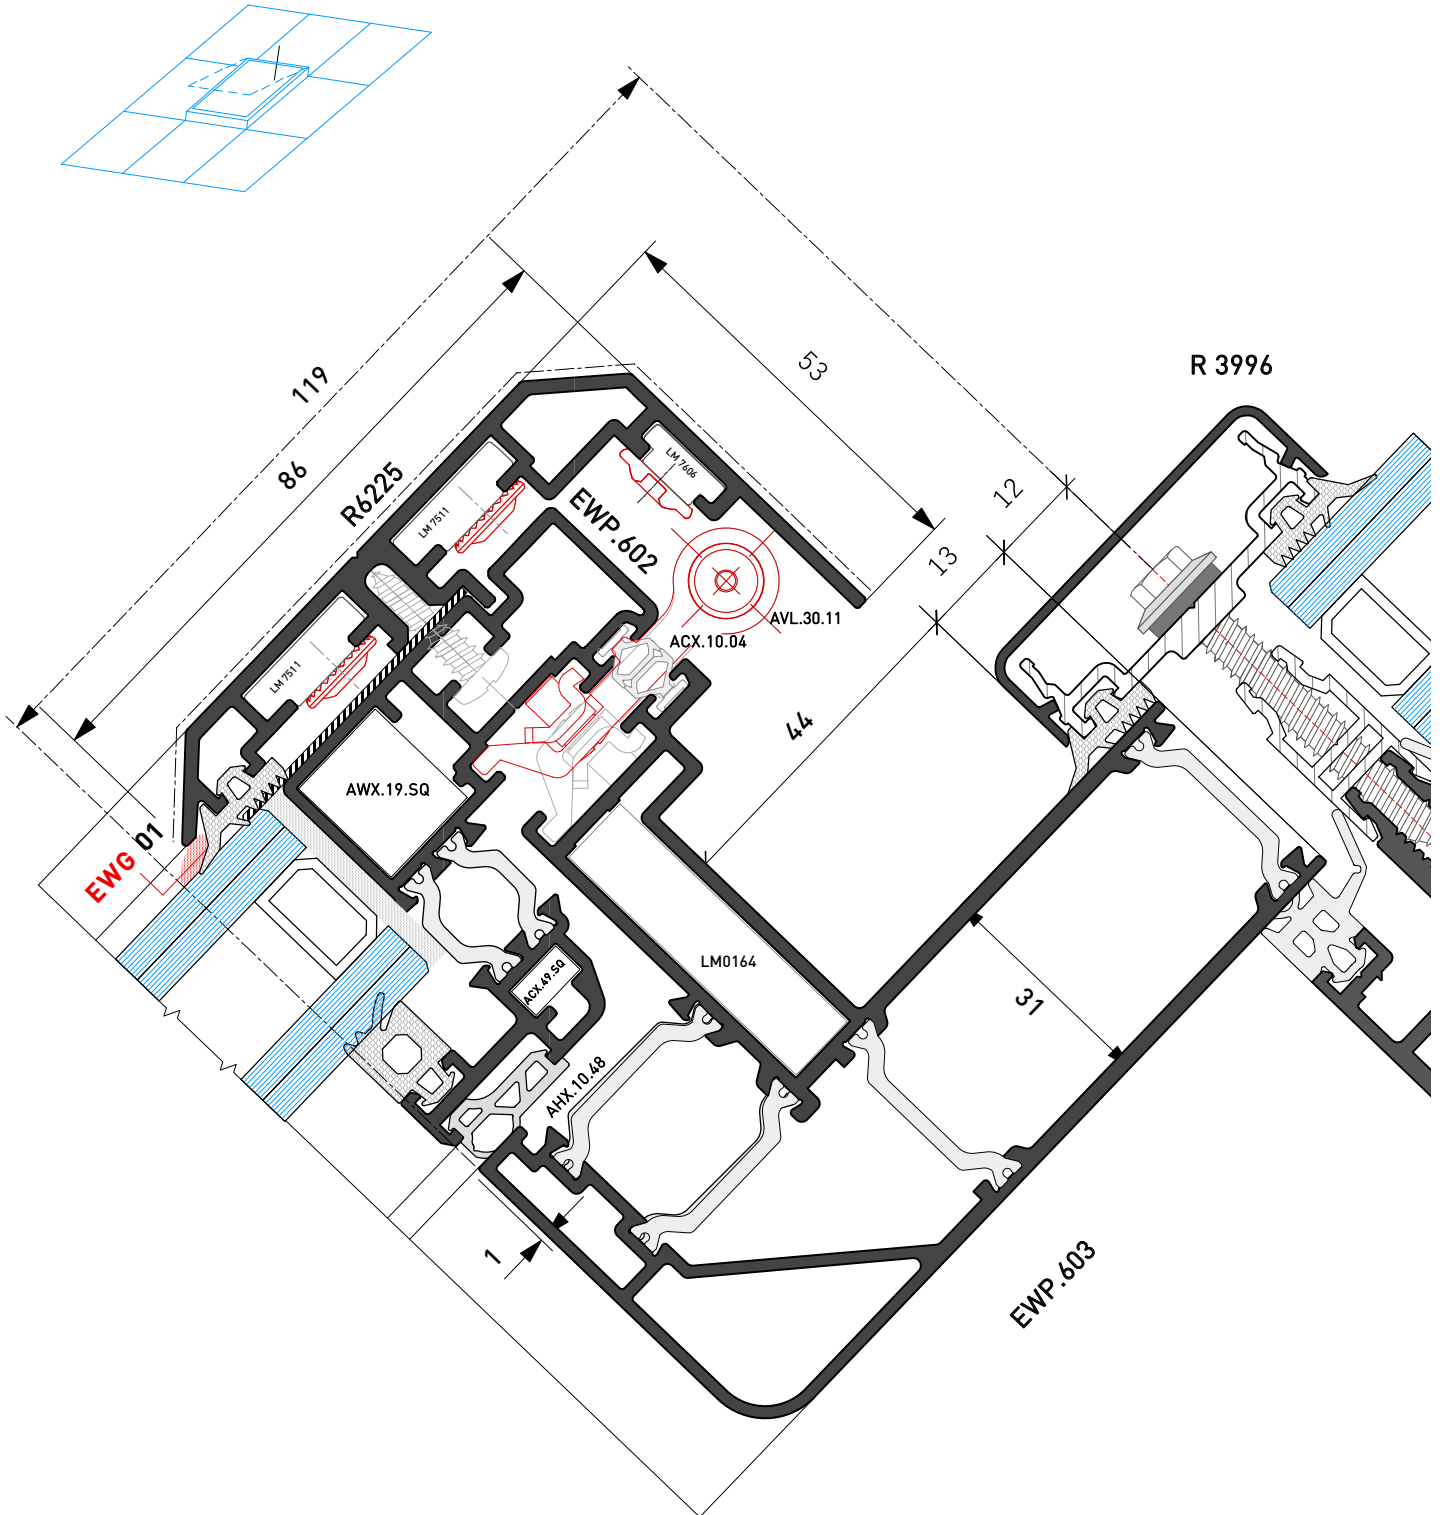 119
53
R 3996
86
R6225
LM 7606
12
LM 7511
EWP.602
13
AVL.30.11
ACX.10.04
LM 7511
44
AWX.19.SQ
EWG 01
LM0164
ACX.49.SQ
31
AHX.10.48
1
EWP.603